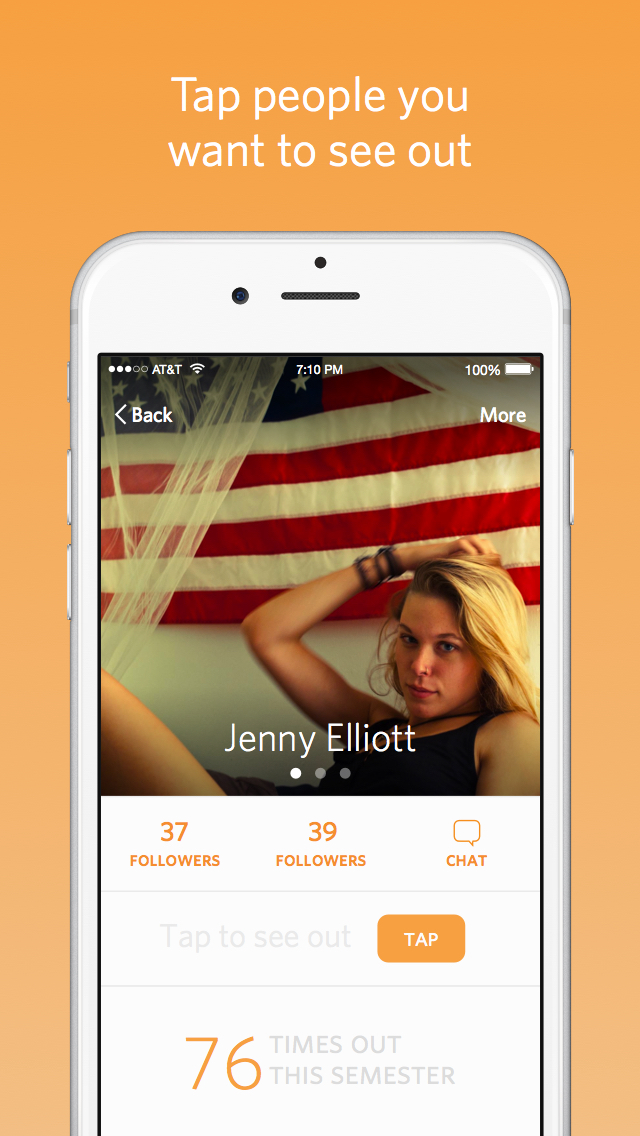 Tap people you
want to see out
AT&T 7:10 PM 100%
Back More
Jenny Elliott
37 39
FOLLOWERS FOLLOWERS CHAT
Tap to see out TAP
76 TIMES OUT
THIS SEMESTER